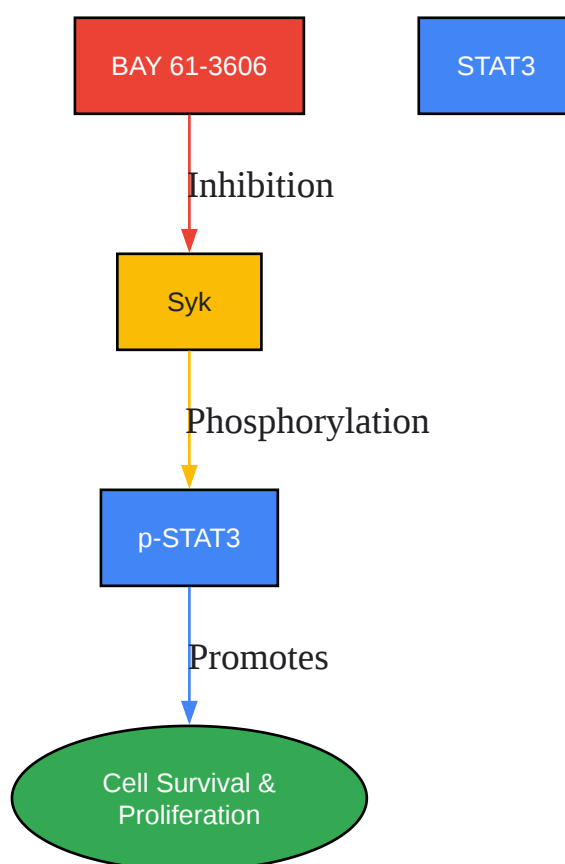 BAY 61-3606
STAT3
Inhibition
Syk
Phosphorylation
p-STAT3
Promotes
Cell Survival &
Proliferation